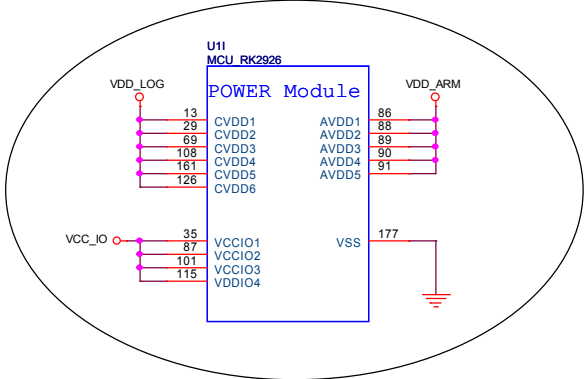 U1I
MCU_RK2926
VDD_LOG
VDD_ARM
POWER Module
13 CVDD1 AVDD1 86
29 CVDD2 AVDD2 88
69 CVDD3 AVDD3 89
108 CVDD4 AVDD4 90
161 CVDD5 AVDD5 91
126 CVDD6
VCC_IO 35 VCCIO1 VSS 177
87 VCCIO2
101 VCCIO3
115 VDDIO4